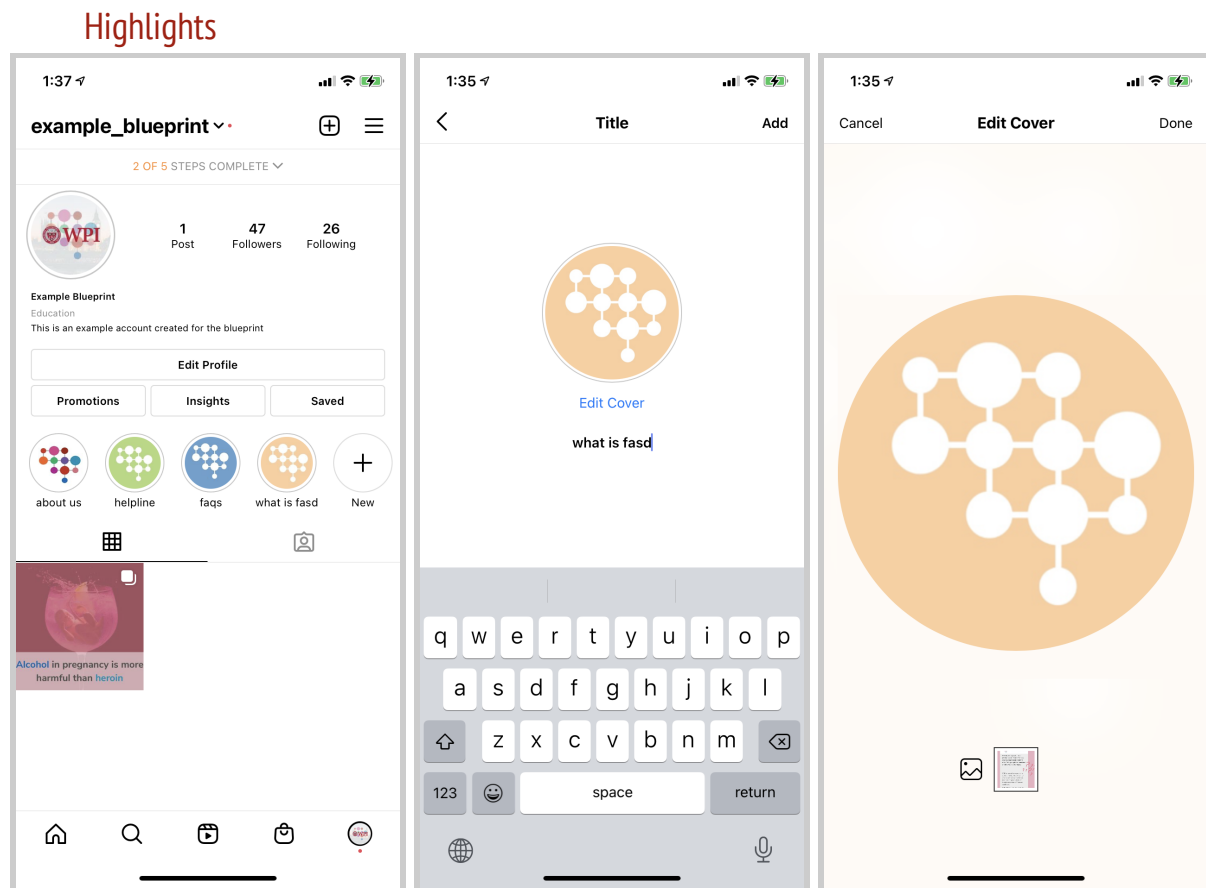 Highlights
1:37
example_blueprint
2 OF 5 STEPS COMPLETE
WPI
1 47 26
Post Followers Following
Example Blueprint
Education
This is an example account created for the blueprint
Edit Profile
Promotions Insights Saved
about us helpline faqs what is fasd New
Alcohol in pregnancy is more
harmful than heroin
1:35
Title Add
Edit Cover
what is fasd
q w e r t y u i o p
a s d f g h j k l
z x c v b n m
123 space return
1:35
Cancel Edit Cover Done